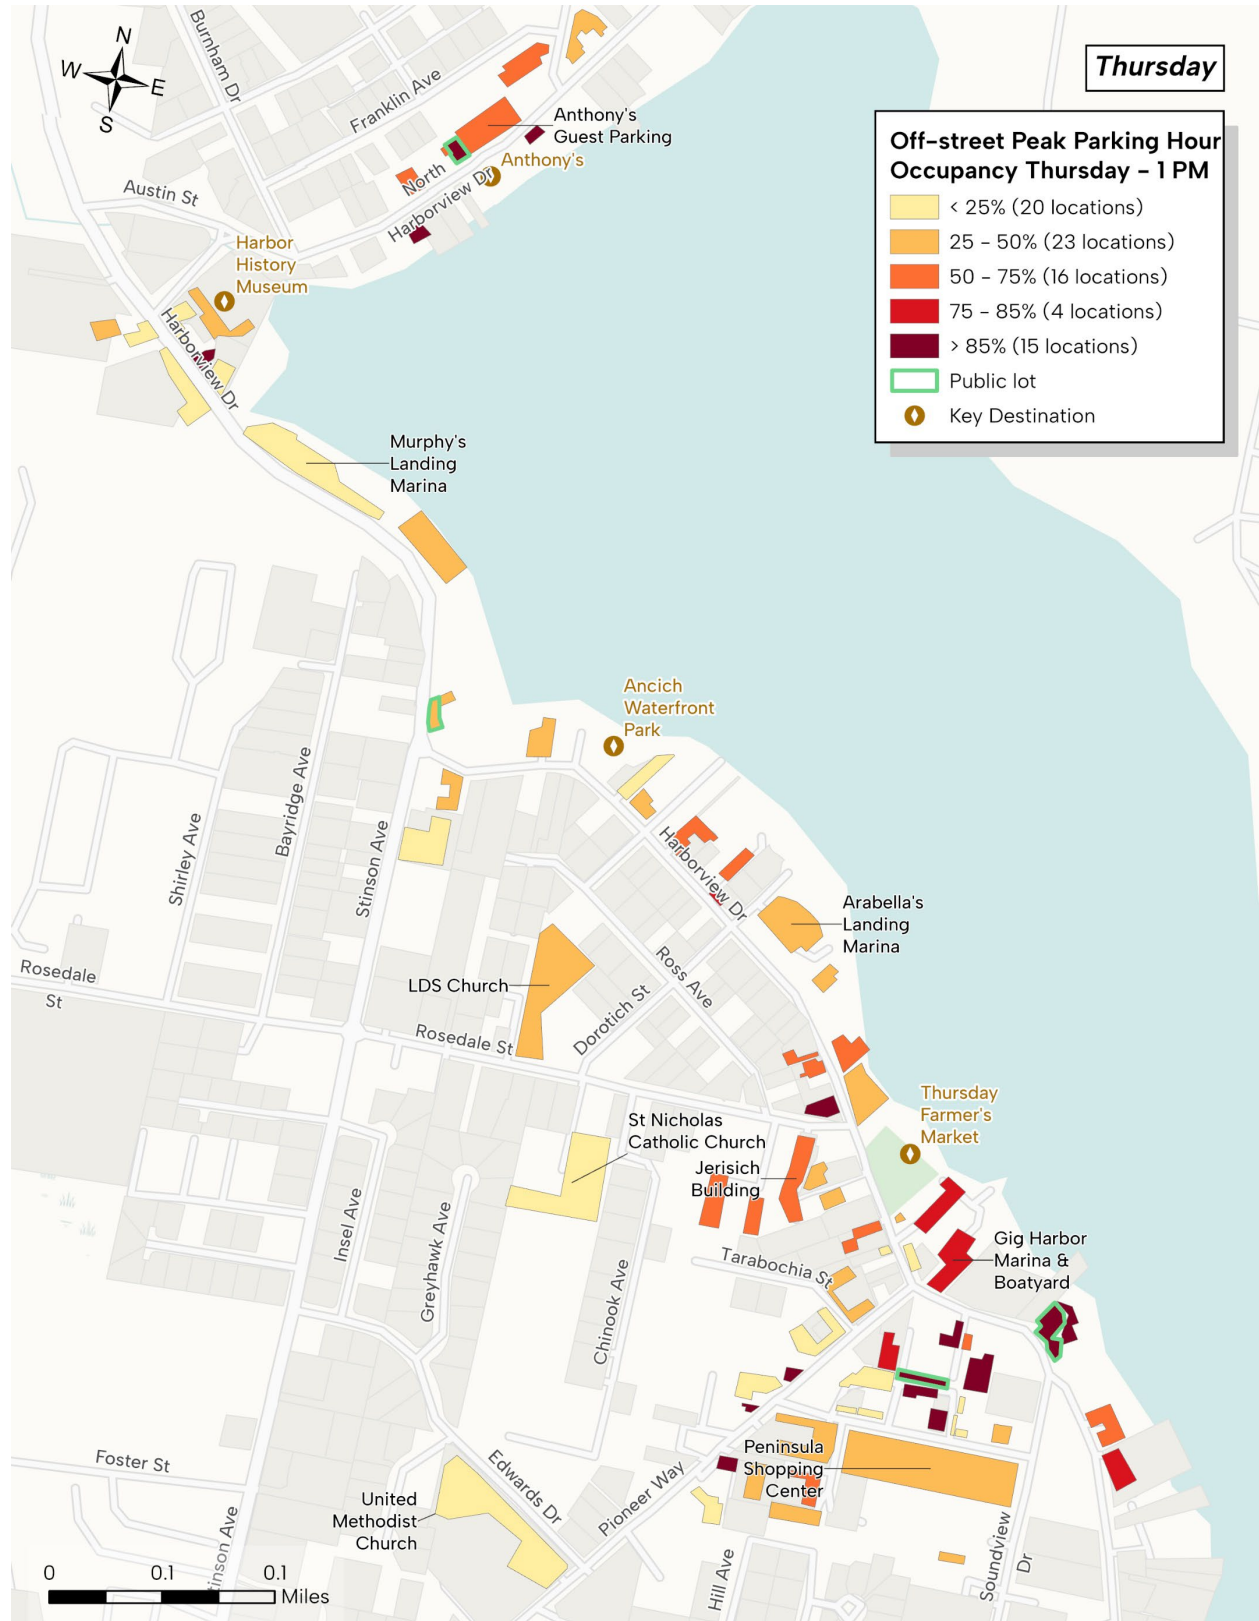 Thursday
Off-street Peak Parking Hour
Occupancy Thursday - 1 PM
< 25% (20 locations)
25 - 50% (23 locations)
50 - 75% (16 locations)
75 - 85% (4 locations)
> 85% (15 locations)
Public lot
Key Destination
N
W
E
S
Burnham Dr
Franklin Ave
Anthony's
Guest Parking
Anthony's
North
Harborview Dr
Austin St
Harbor
History
Museum
Harborview Dr
Murphy's
Landing
Marina
Ancich
Waterfront
Park
Bayridge Ave
Shirley Ave
Stinson Ave
Harborview Dr
Arabella's
Landing
Marina
Ross Ave
Rosedale
St
LDS Church
Dorotich St
Rosedale St
Thursday
Farmer's
Market
St Nicholas
Catholic Church
Jerisich
Building
Insel Ave
Greyhawk Ave
Chinook Ave
Tarabochia St
Gig Harbor
Marina &
Boatyard
Peninsula
Shopping
Center
Foster St
Edwards Dr
Pioneer Way
United
Methodist
Church
Stinson Ave
Hill Ave
Soundview
Dr
0
0.1
0.1
Miles